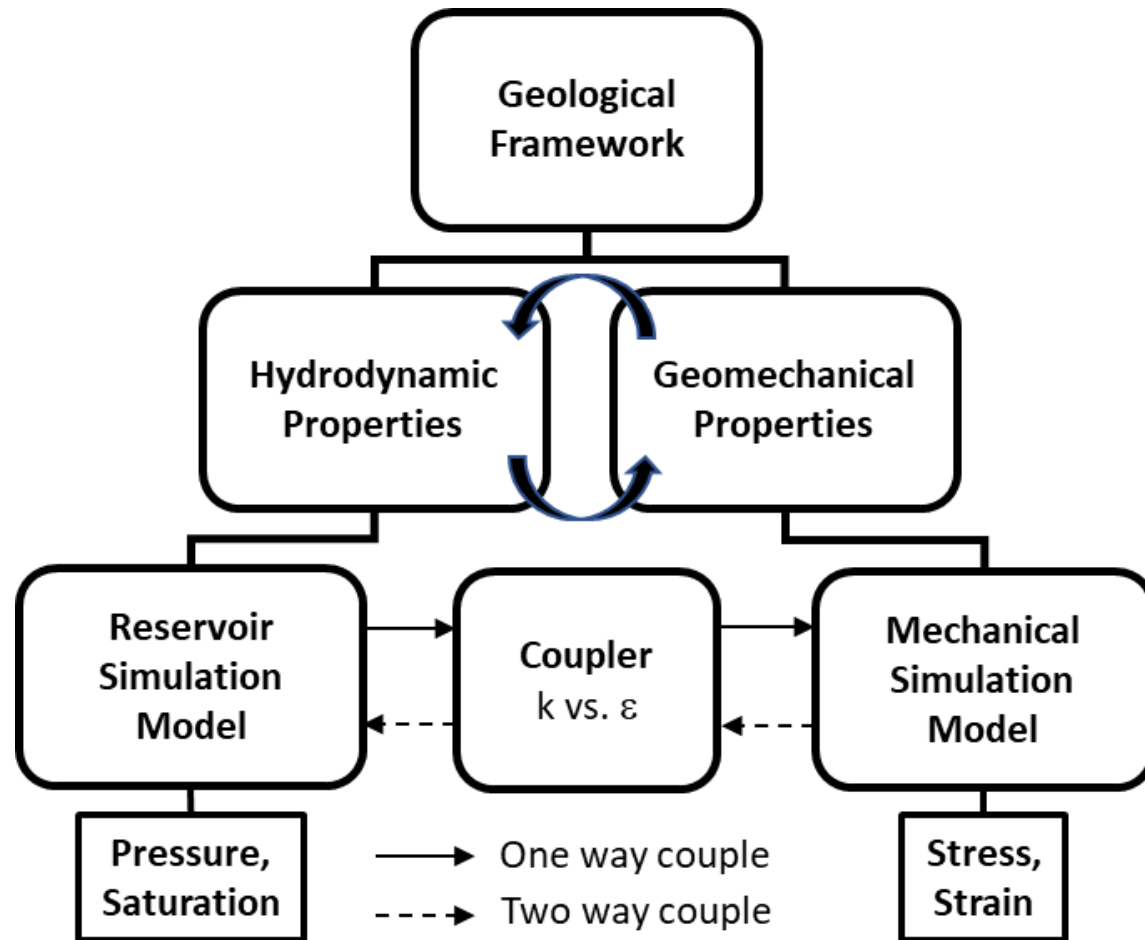 Geological
Framework
Hydrodynamic
Properties
Geomechanical
Properties
Reservoir
Simulation
Model
Coupler
k vs. ε
Mechanical
Simulation
Model
Pressure,
Saturation
One way couple
Two way couple
Stress,
Strain